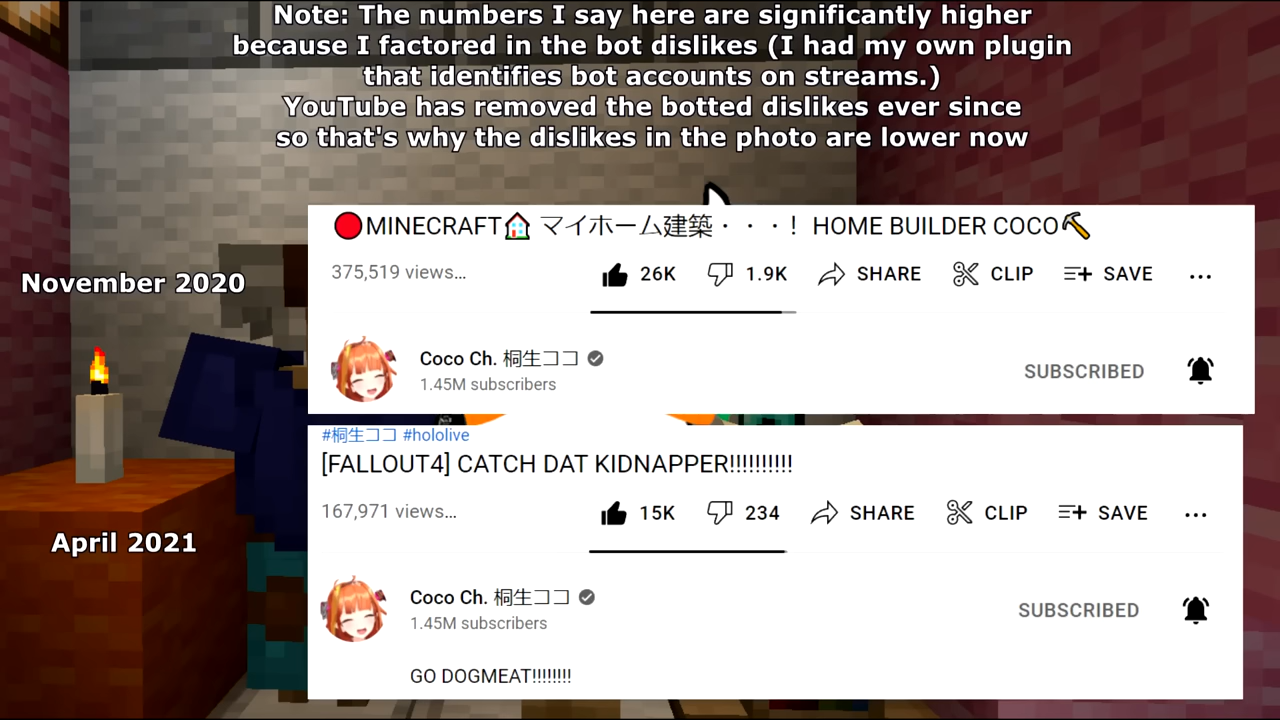 Note: The numbers I say here are significantly higher
because I factored in the bot dislikes (I had my own plugin
that identifies bot accounts on streams.)
YouTube has removed the botted dislikes ever since
so that's why the dislikes in the photo are lower now
🔴MINECRAFT🏠 マイホーム建築・・・！ HOME BUILDER COCO🔨
375,519 views... 26K 1.9K SHARE CLIP SAVE ...
November 2020
Coco Ch. 桐生ココ
1.45M subscribers
SUBSCRIBED
#桐生ココ #hololive
[FALLOUT4] CATCH DAT KIDNAPPER!!!!!!!!!!
167,971 views... 15K 234 SHARE CLIP SAVE ...
April 2021
Coco Ch. 桐生ココ
1.45M subscribers
SUBSCRIBED
GO DOGMEAT!!!!!!!!